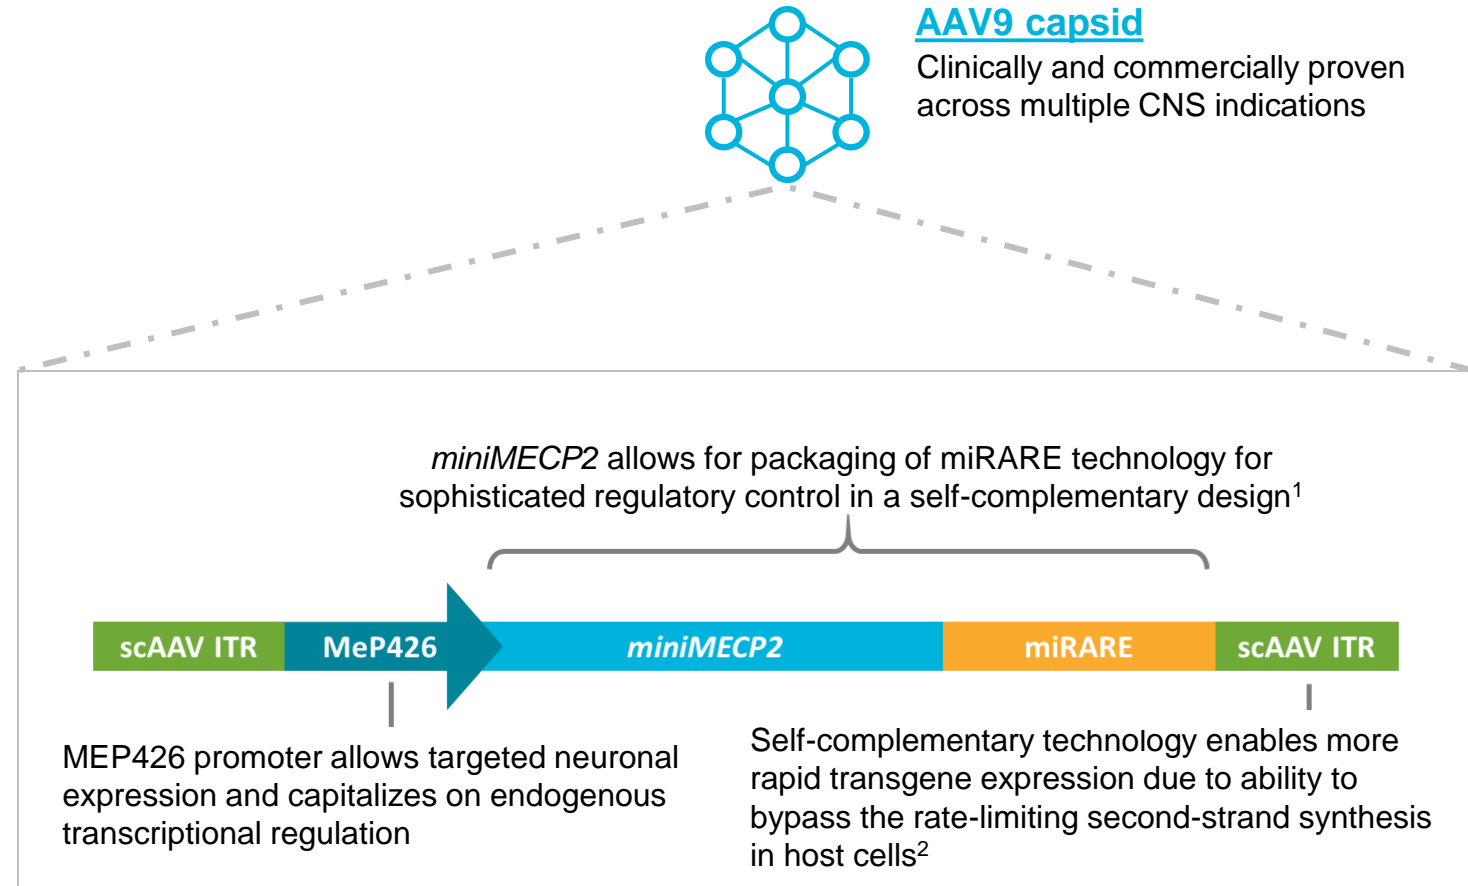 AAV9 capsid
Clinically and commercially proven
across multiple CNS indications
miniMECP2 allows for packaging of miRARE technology for
sophisticated regulatory control in a self-complementary design1
scAAV ITR MeP426 miniMECP2 miRARE scAAV ITR
MEP426 promoter allows targeted neuronal
expression and capitalizes on endogenous
transcriptional regulation
Self-complementary technology enables more
rapid transgene expression due to ability to
bypass the rate-limiting second-strand synthesis
in host cells2